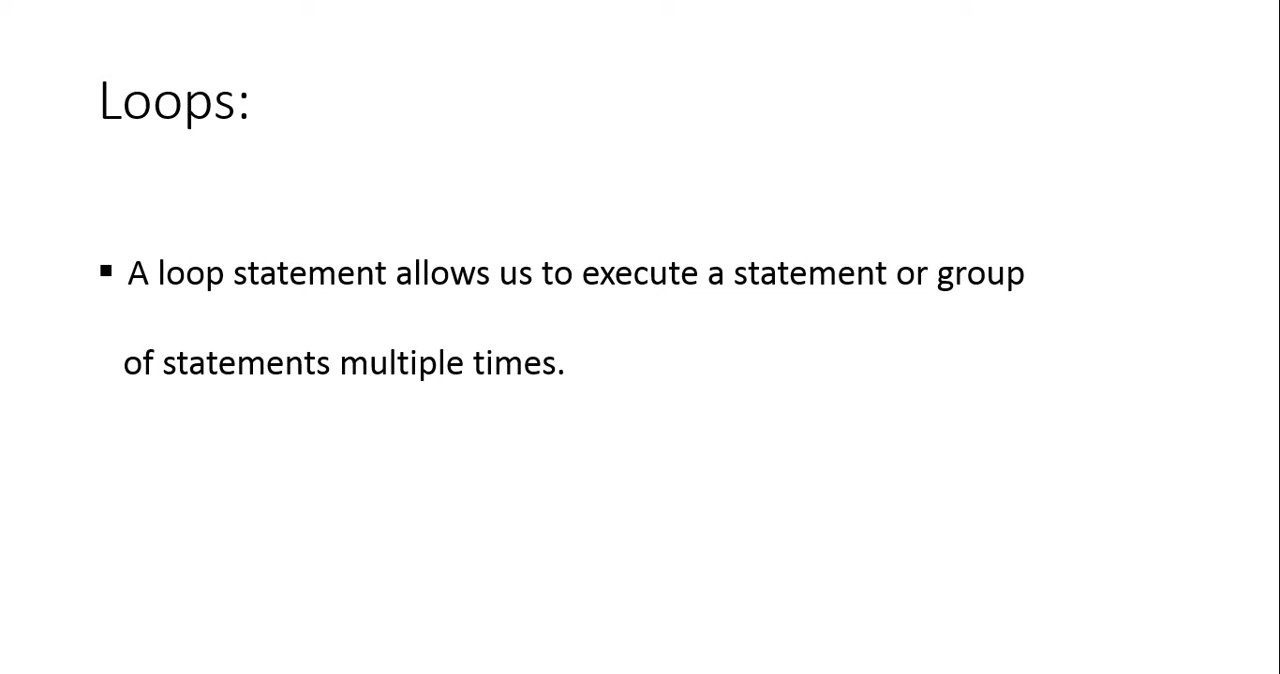 Loops:
▪ A loop statement allows us to execute a statement or group
of statements multiple times.